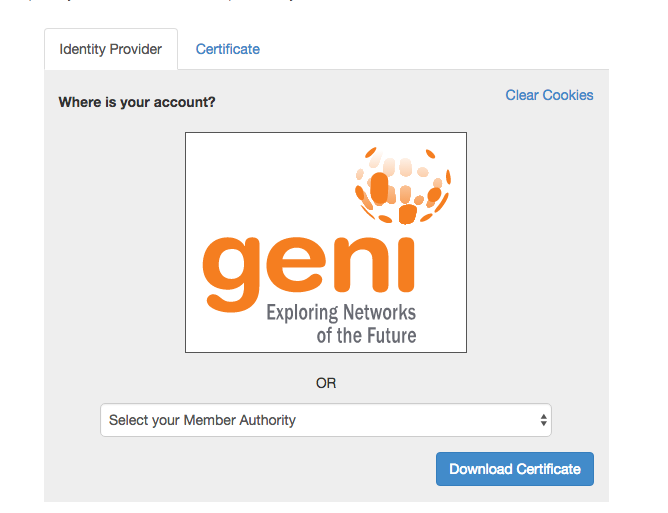 Identity Provider
Certificate
Where is your account?
Clear Cookies
geni
Exploring Networks
of the Future
OR
Select your Member Authority
Download Certificate